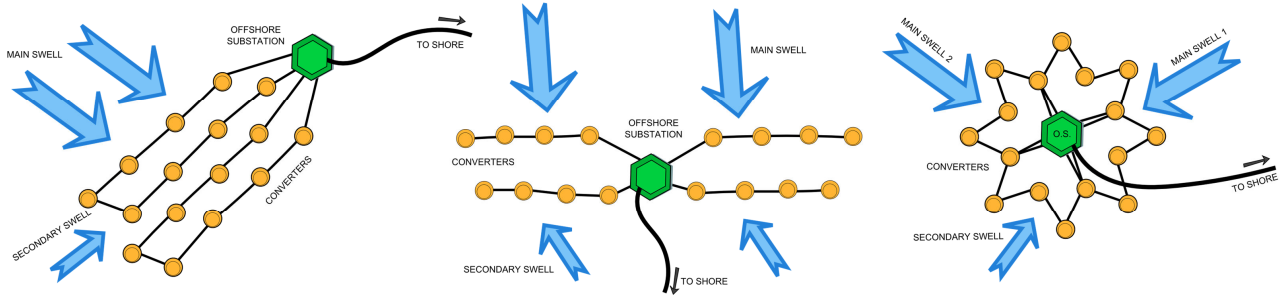 OFFSHORE
SUBSTATION
MAIN SWELL
TO SHORE
CONVERTERS
SECONDARY SWELL
MAIN SWELL
OFFSHORE
SUBSTATION
CONVERTERS
SECONDARY SWELL
TO SHORE
MAIN SWELL 2
MAIN SWELL 1
O.S.
CONVERTERS
TO SHORE
SECONDARY SWELL